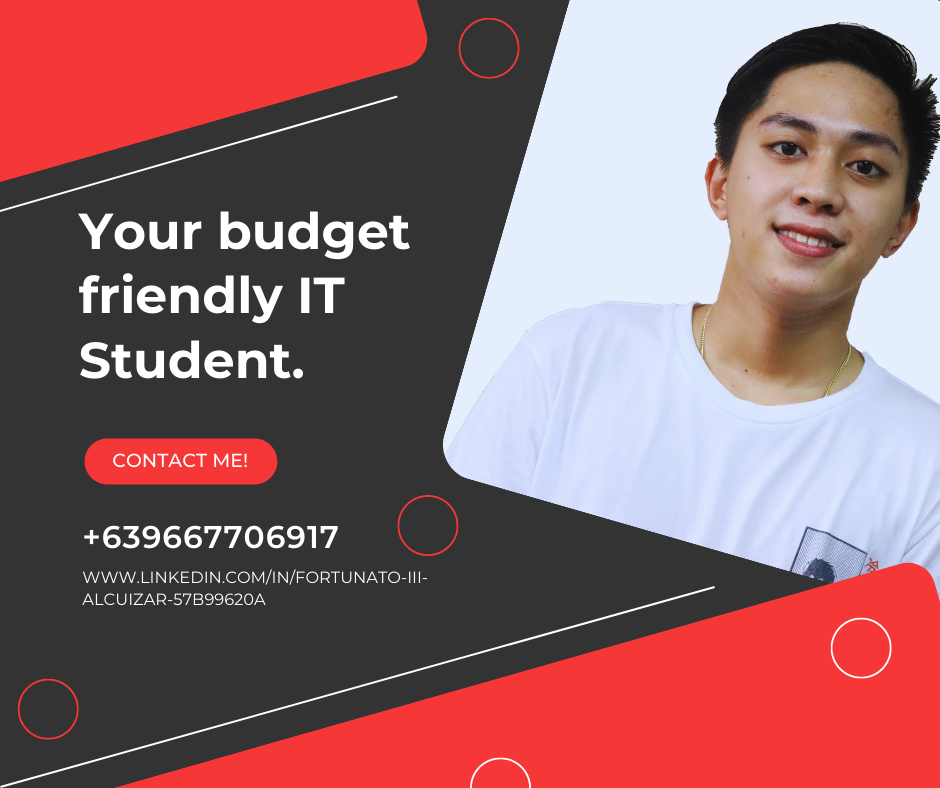 Your budget
friendly IT
Student.
CONTACT ME!
+639667706917
WWW.LINKEDIN.COM/IN/FORTUNATO-III-
ALCUIZAR-57B99620A